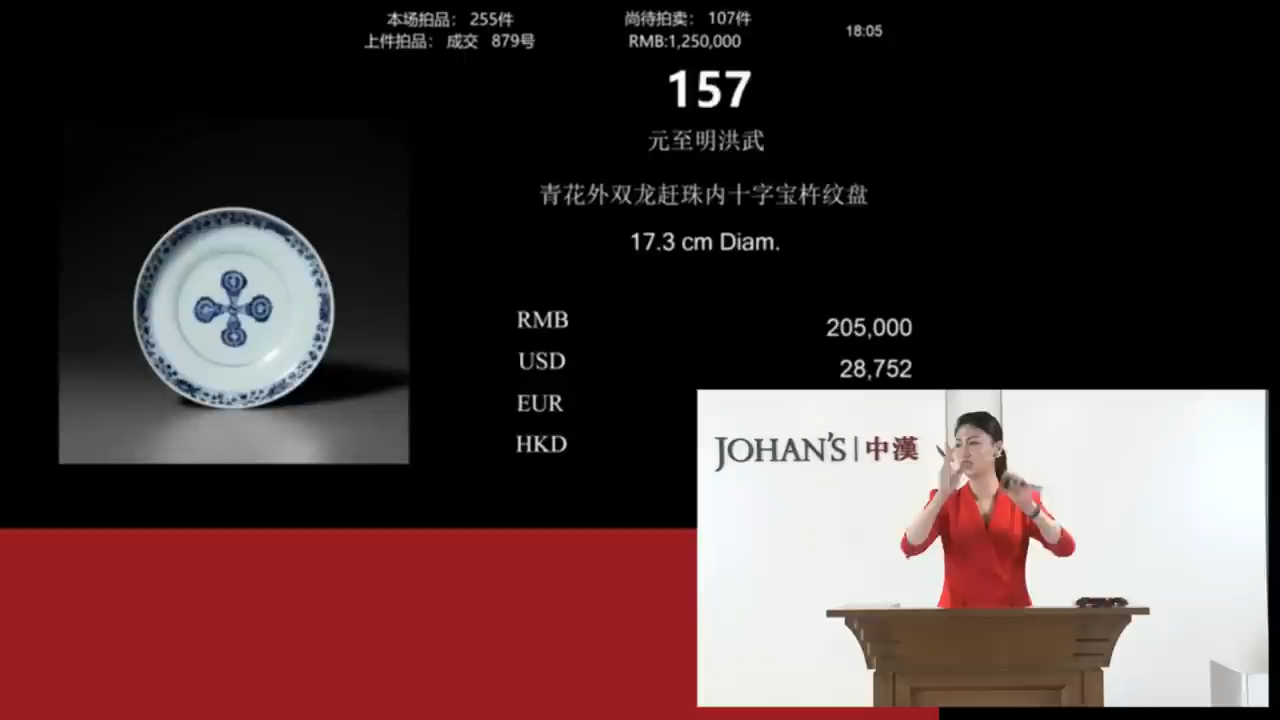 本场拍品： 255件
尚待拍卖： 107件
上件拍品： 成交 879号
RMB:1,250,000
18:05
157
元至明洪武
青花外双龙赶珠内十字宝杵纹盘
17.3 cm Diam.
RMB 205,000
USD 28,752
EUR
HKD
JOHAN'S|中漢